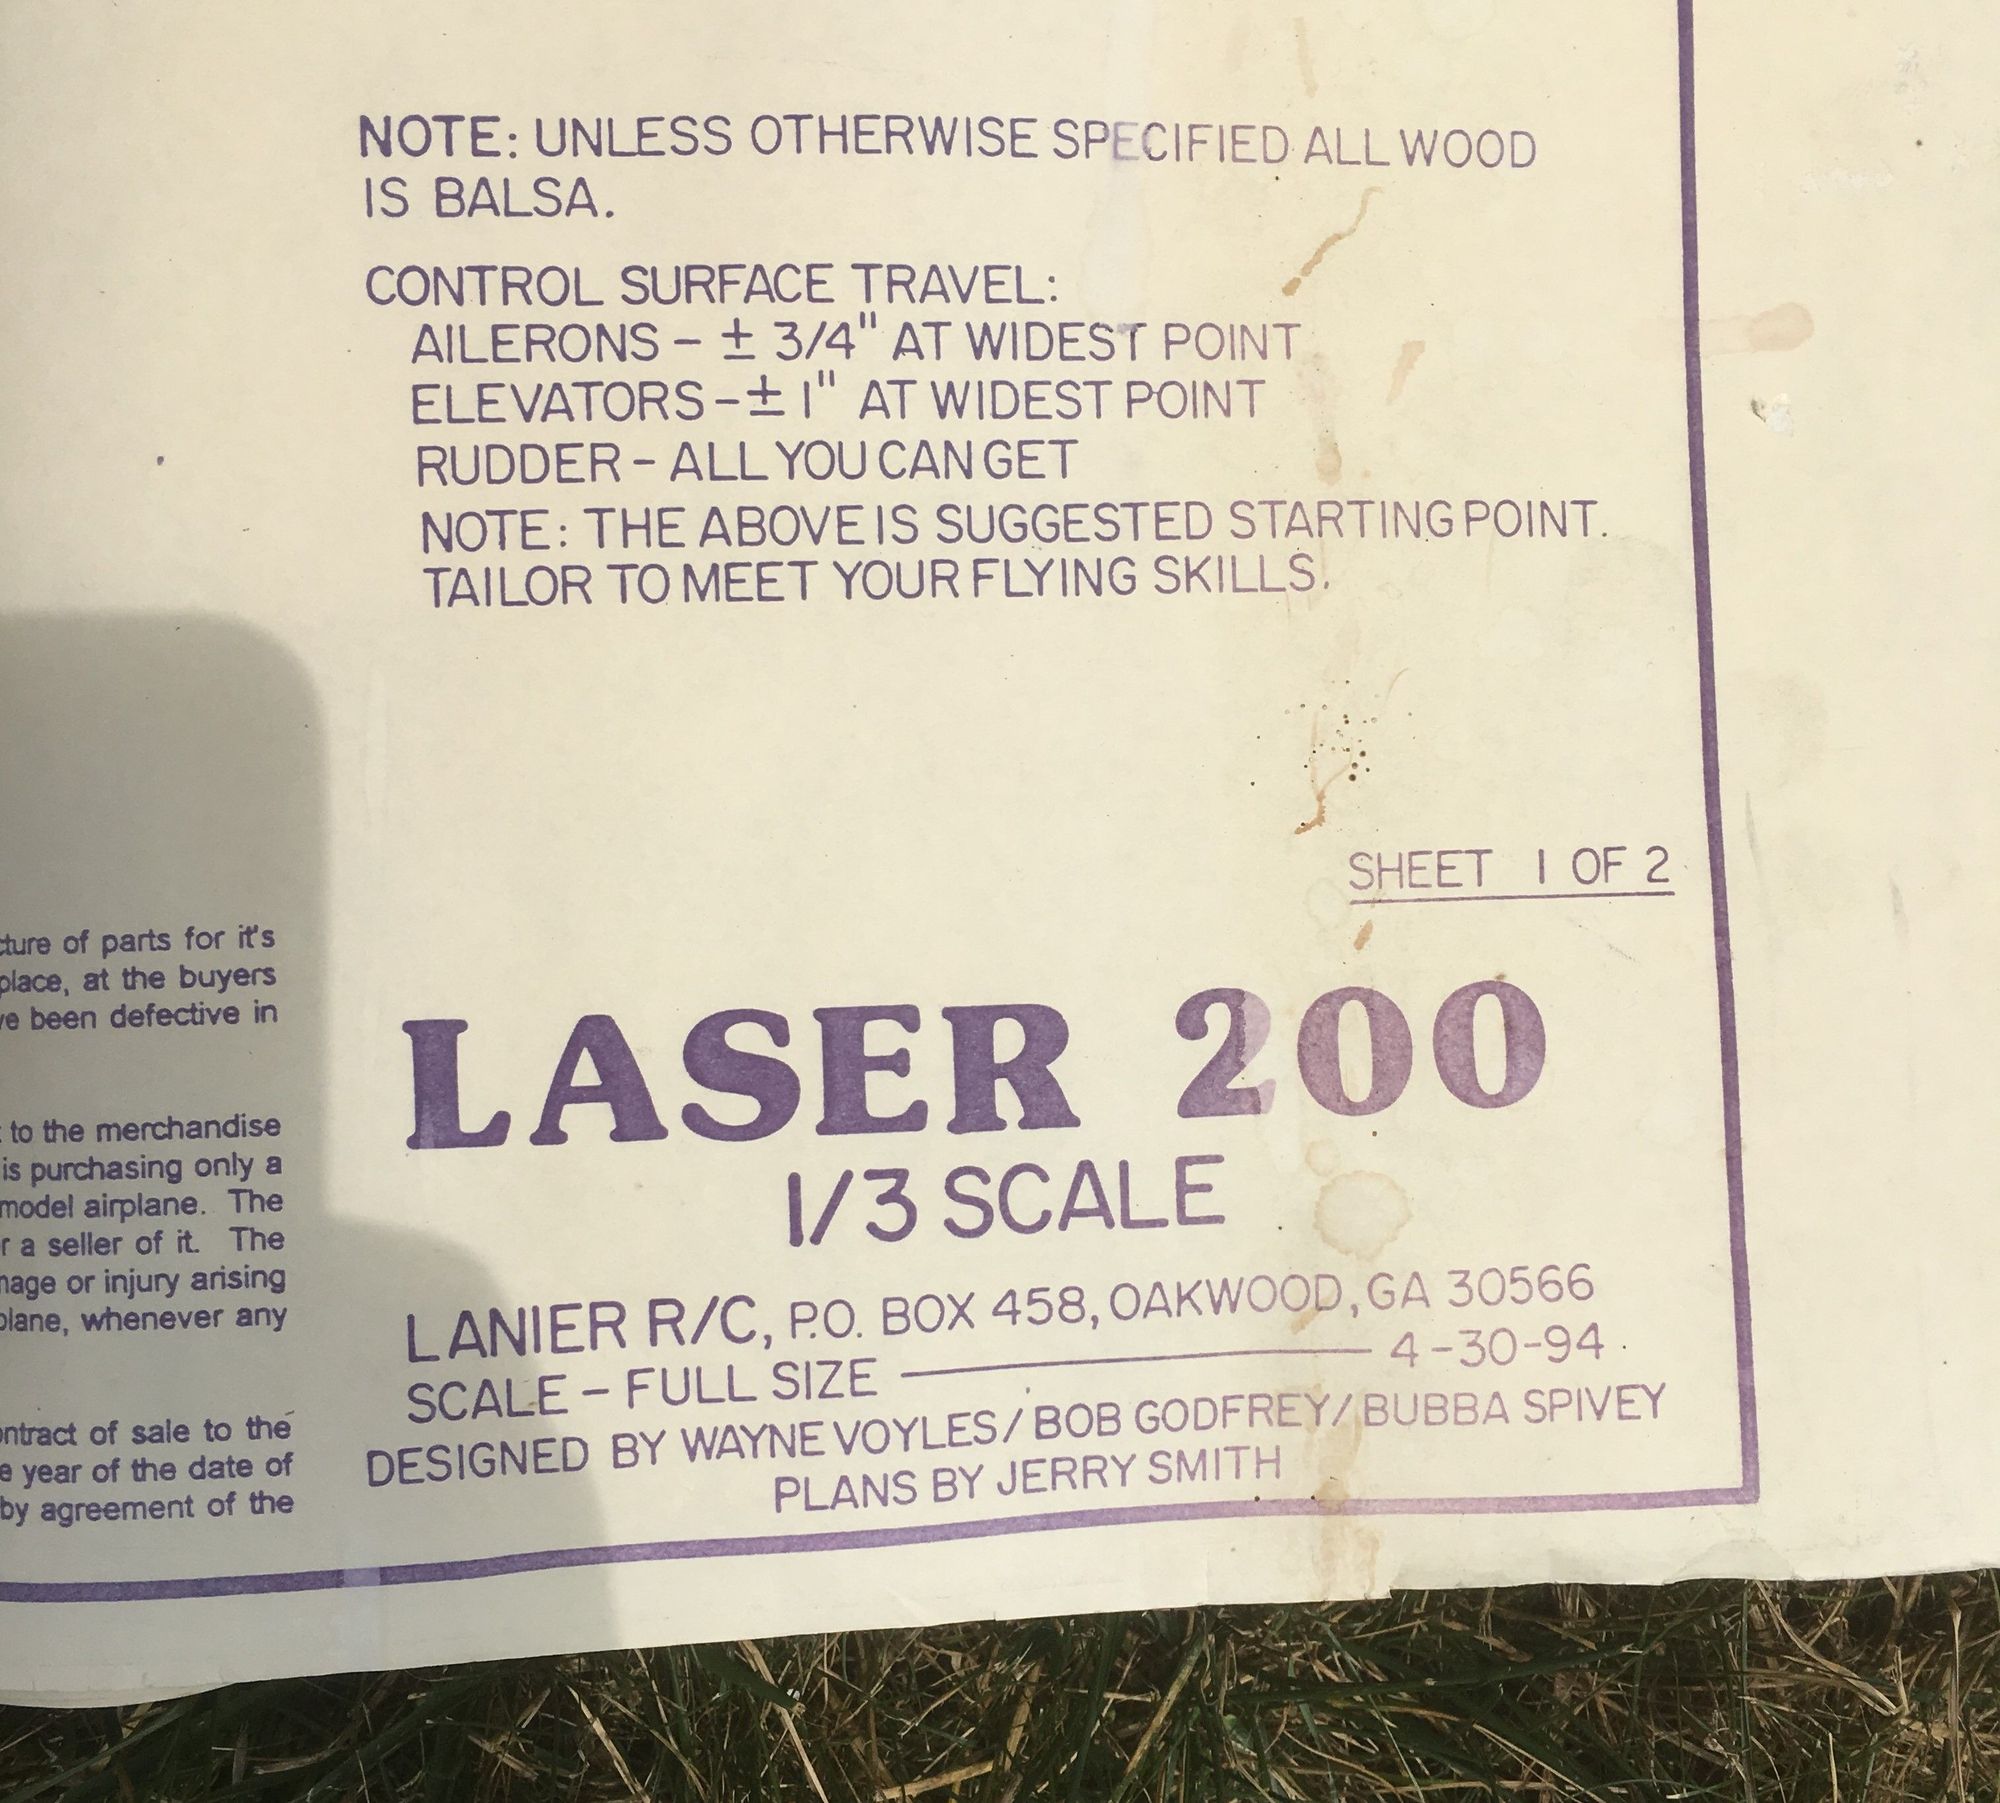 NOTE: UNLESS OTHERWISE SPECIFIED ALL WOOD
IS BALSA.
CONTROL SURFACE TRAVEL:
AILERONS - ± 3/4" AT WIDEST POINT
ELEVATORS - ± 1" AT WIDEST POINT
RUDDER - ALL YOU CAN GET
NOTE: THE ABOVE IS SUGGESTED STARTING POINT.
TAILOR TO MEET YOUR FLYING SKILLS.
SHEET 1 OF 2
of parts for it's
place, at the buyers
been defective in
to the merchandise
is purchasing only a
model airplane. The
a seller of it. The
or injury arising
whenever any
of sale to the
year of the date of
by agreement of the
LASER 200
1/3 SCALE
LANIER R/C, P.O. BOX 458, OAKWOOD, GA 30566
SCALE - FULL SIZE 4-30-94
DESIGNED BY WAYNE VOYLES/BOB GODFREY/BUBBA SPIVEY
PLANS BY JERRY SMITH